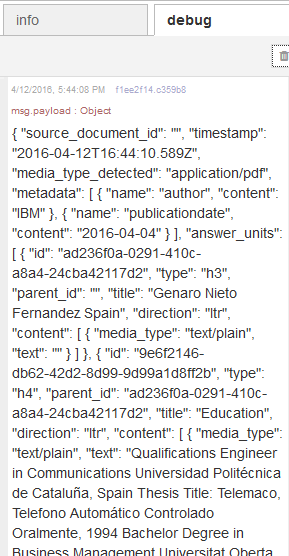 info
debug
4/12/2016, 5:44:08 PM f1ee2f14.c359b8
msg.payload : Object
{ "source_document_id": "", "timestamp":
"2016-04-12T16:44:10.589Z",
"media_type_detected": "application/pdf",
"metadata": [ { "name": "author", "content":
"IBM" }, { "name": "publicationdate",
"content": "2016-04-04" } ], "answer_units":
[ { "id": "ad236f0a-0291-410c-
a8a4-24cba42117d2", "type": "h3",
"parent_id": "", "title": "Genaro Nieto
Fernandez Spain", "direction": "ltr",
"content": [ { "media_type": "text/plain",
"text": "" } ] }, { "id": "9e6f2146-
db62-42d2-8d99-9d99a1d8ff2b", "type":
"h4", "parent_id": "ad236f0a-0291-410c-
a8a4-24cba42117d2", "title": "Education",
"direction": "ltr", "content": [ { "media_type":
"text/plain", "text": "Qualifications Engineer
in Communications Universidad Politécnica
de Cataluña, Spain Thesis Title: Telemaco,
Telefono Automático Controlado
Oralmente, 1994 Bachelor Degree in
Business Management Universitat Oberta